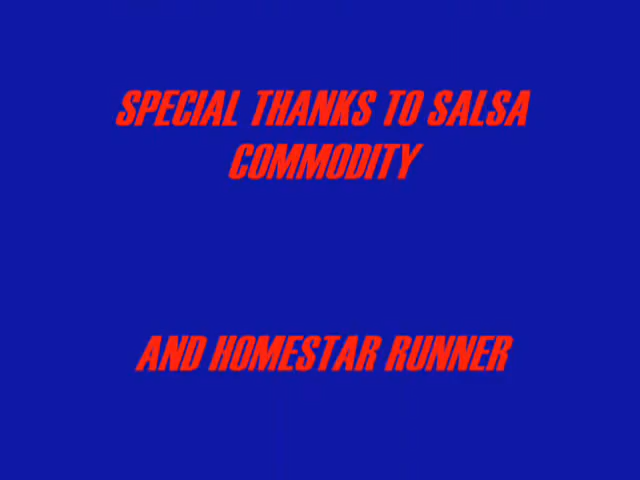 SPECIAL THANKS TO SALSA
COMMODITY
AND HOMESTAR RUNNER